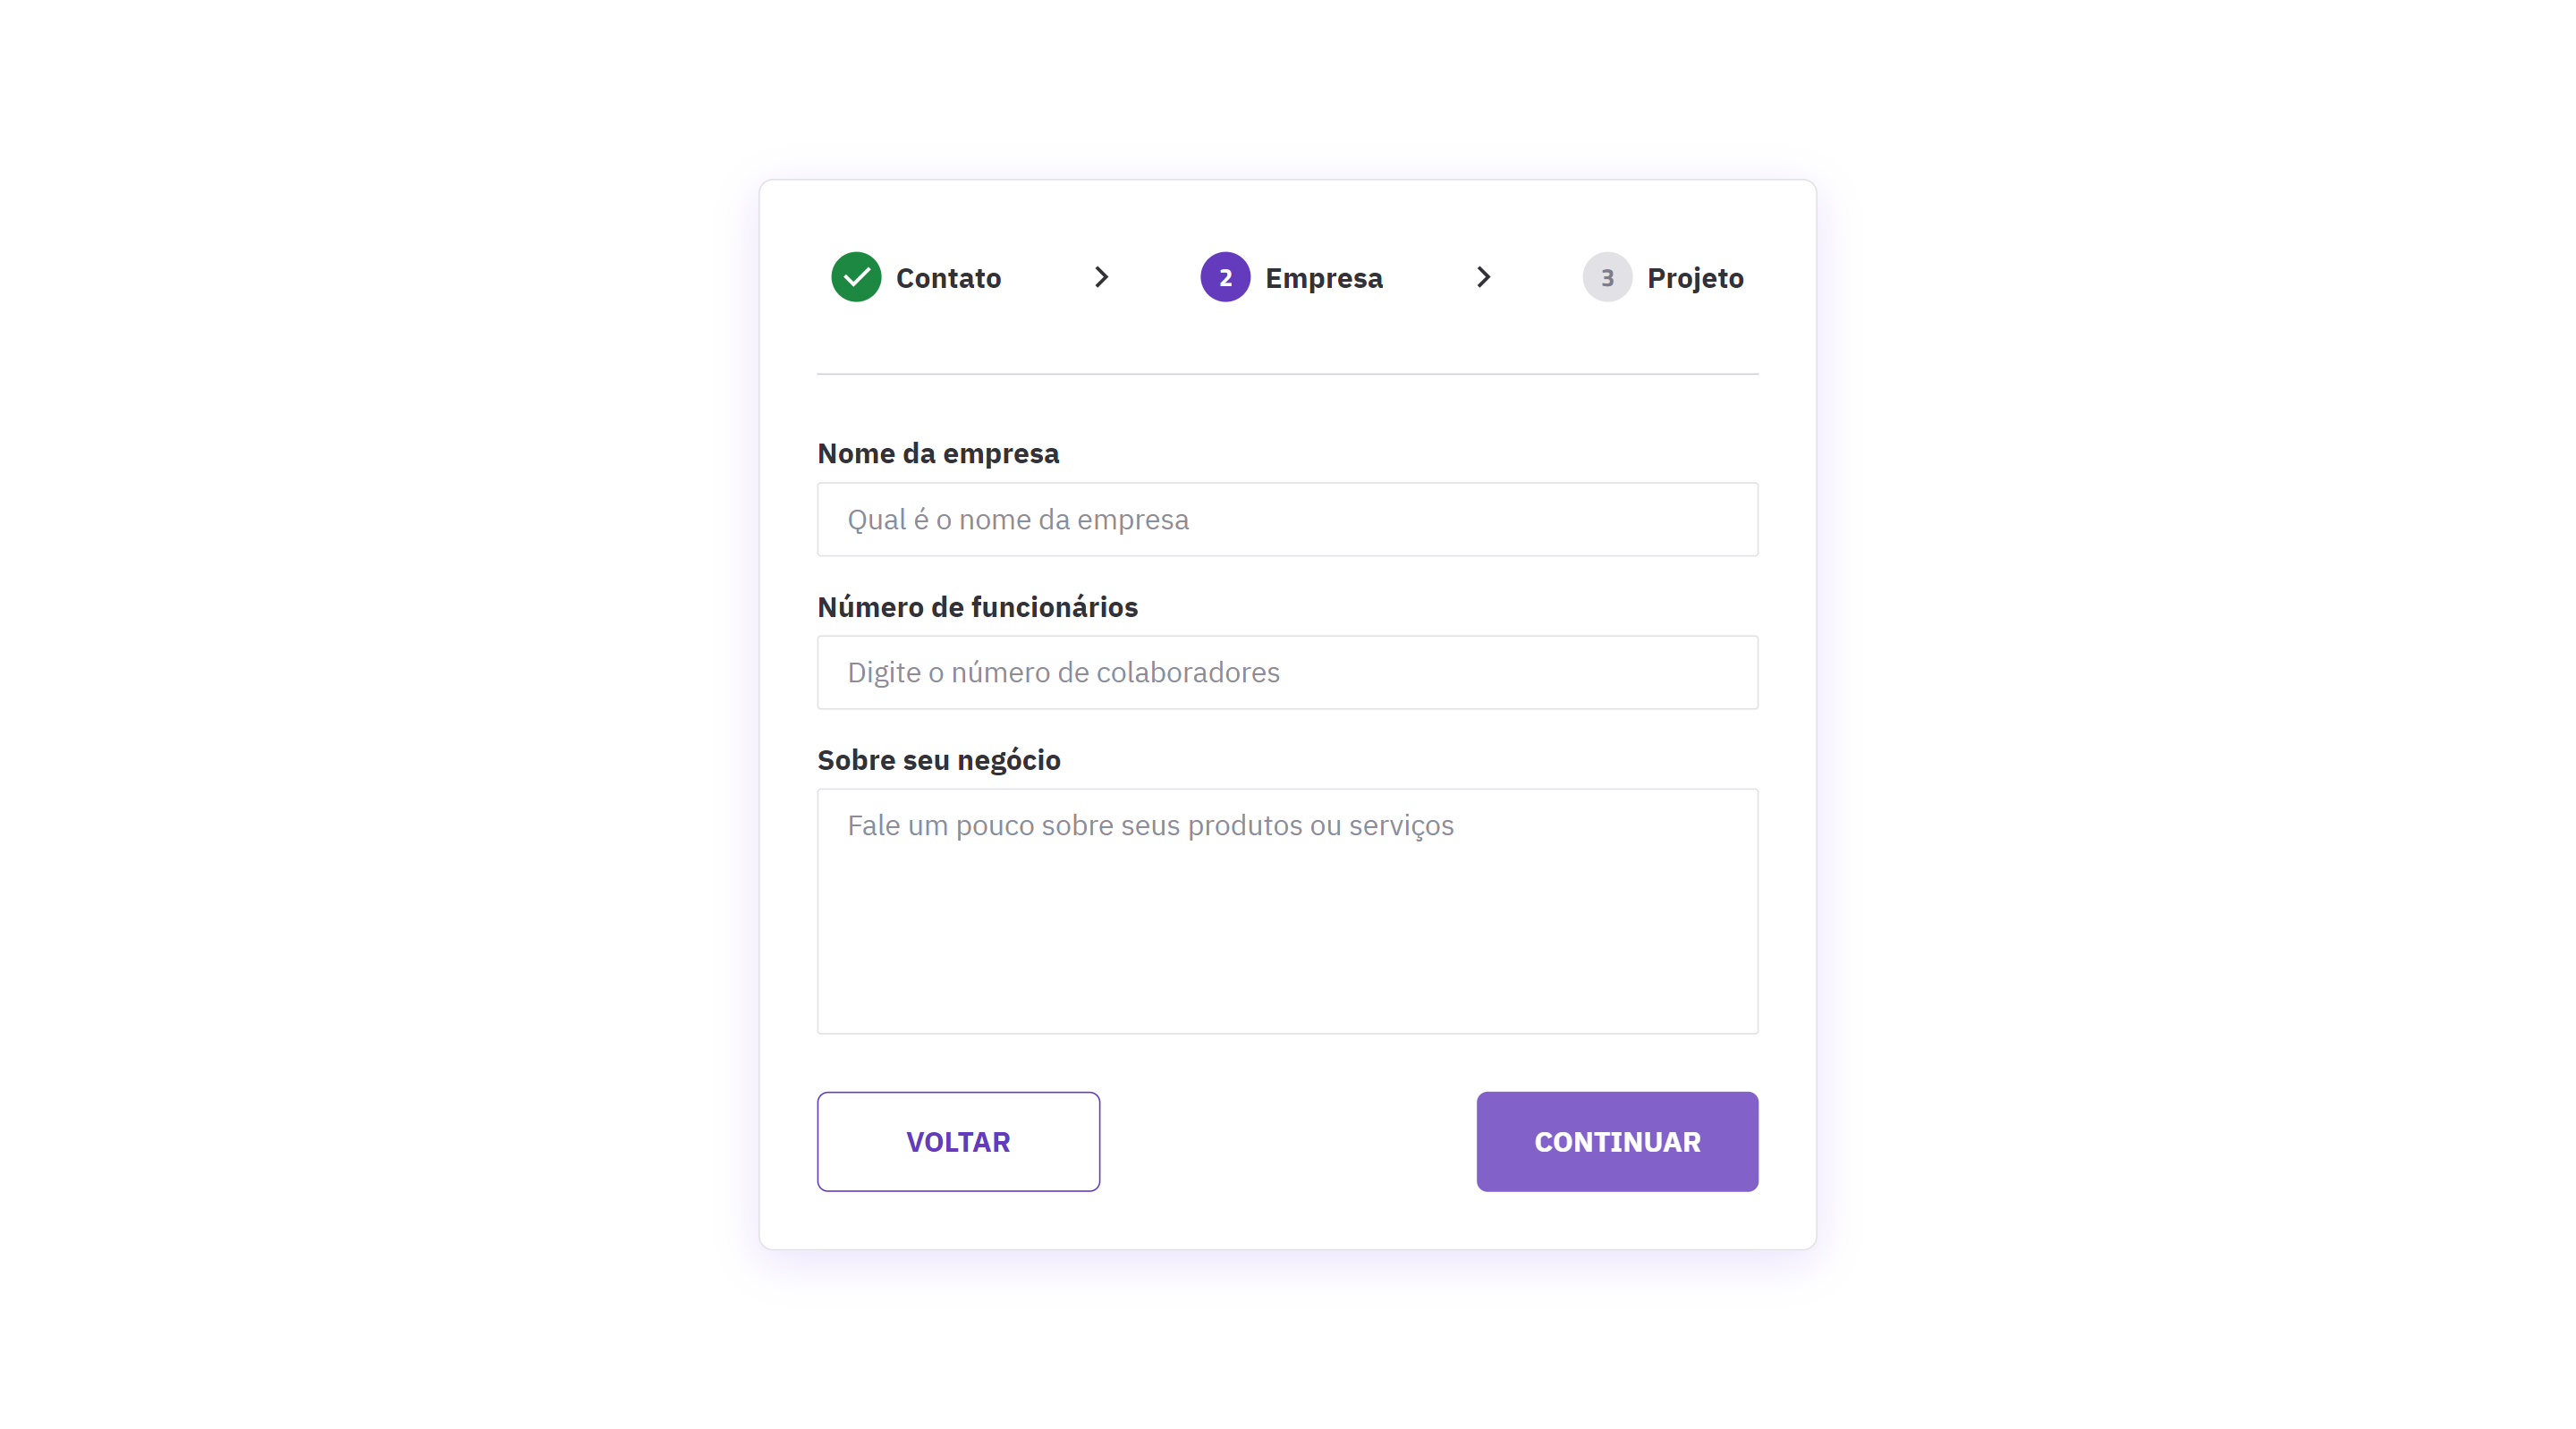 Contato
2 Empresa
3 Projeto
Nome da empresa
Qual é o nome da empresa
Número de funcionários
Digite o número de colaboradores
Sobre seu negócio
Fale um pouco sobre seus produtos ou serviços
VOLTAR
CONTINUAR